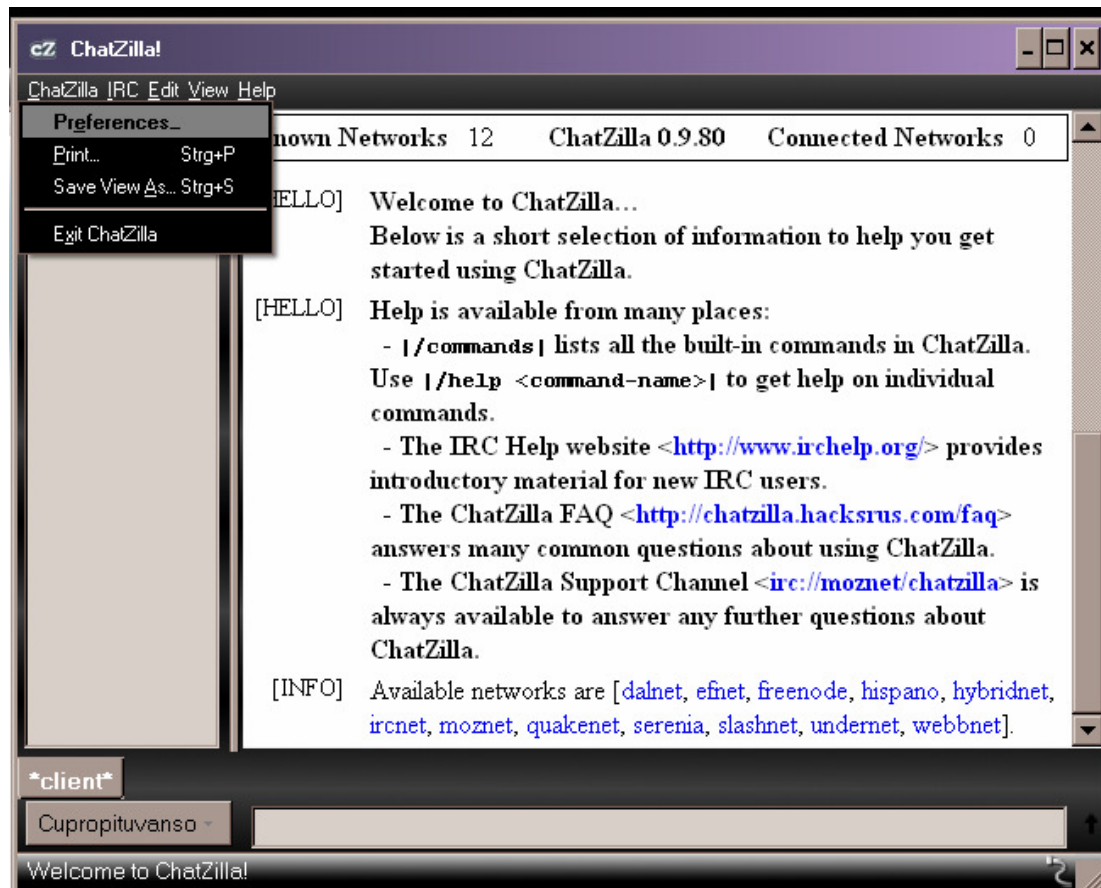 cZ ChatZilla!
ChatZilla IRC Edit View Help
Preferences...
Print... Strg+P
Save View As... Strg+S
Exit ChatZilla
nown Networks 12 ChatZilla 0.9.80 Connected Networks 0
HELLO] Welcome to ChatZilla...
Below is a short selection of information to help you get
started using ChatZilla.
[HELLO] Help is available from many places:
- |/commands| lists all the built-in commands in ChatZilla.
Use |/help <command-name>| to get help on individual
commands.
- The IRC Help website <http://www.irchelp.org/> provides
introductory material for new IRC users.
- The ChatZilla FAQ <http://chatzilla.hacksrus.com/faq>
answers many common questions about using ChatZilla.
- The ChatZilla Support Channel <irc://moznet/chatzilla> is
always available to answer any further questions about
ChatZilla.
[INFO] Available networks are [dalnet, efnet, freenode, hispano, hybridnet,
ircnet, moznet, quakenet, serenia, slashnet, undernet, webbnet].
*client*
Cupropituvanso
Welcome to ChatZilla!